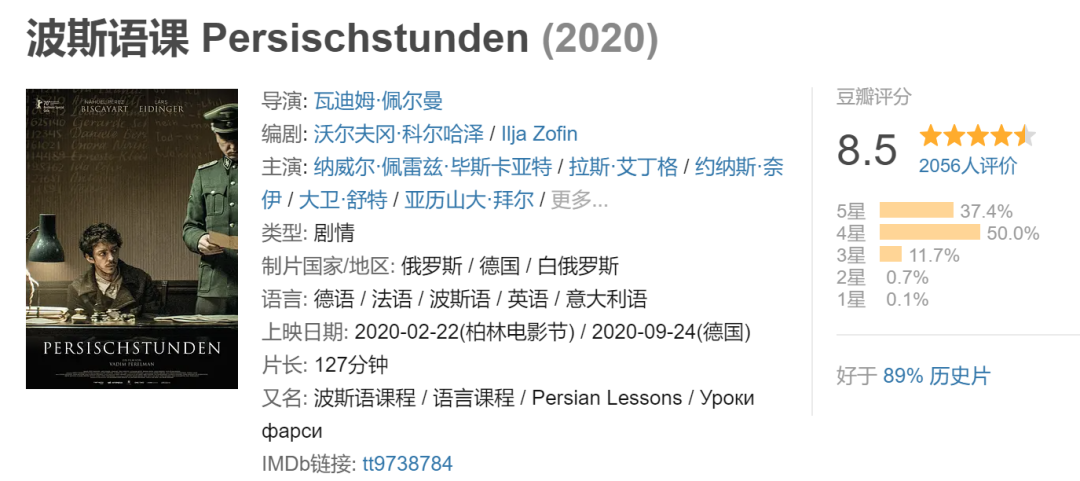 波斯语课 Persischstunden (2020)
NAHUEL PÉREZ
BISCAYART
LARS
EIDINGER
PERSISCHSTUNDEN
VADIM PERELMAN
导演: 瓦迪姆·佩尔曼
编剧: 沃尔夫冈·科尔哈泽 / Ilja Zofin
主演: 纳威尔·佩雷兹·毕斯卡亚特 / 拉斯·艾丁格 / 约纳斯·奈
伊 / 大卫·舒特 / 亚历山大·拜尔 / 更多...
类型: 剧情
制片国家/地区: 俄罗斯 / 德国 / 白俄罗斯
语言: 德语 / 法语 / 波斯语 / 英语 / 意大利语
上映日期: 2020-02-22(柏林电影节) / 2020-09-24(德国)
片长: 127分钟
又名: 波斯语课程 / 语言课程 / Persian Lessons / Уроки
фарси
IMDb链接: tt9738784
豆瓣评分
8.5
2056人评价
5星 37.4%
4星 50.0%
3星 11.7%
2星 0.7%
1星 0.1%
好于 89% 历史片